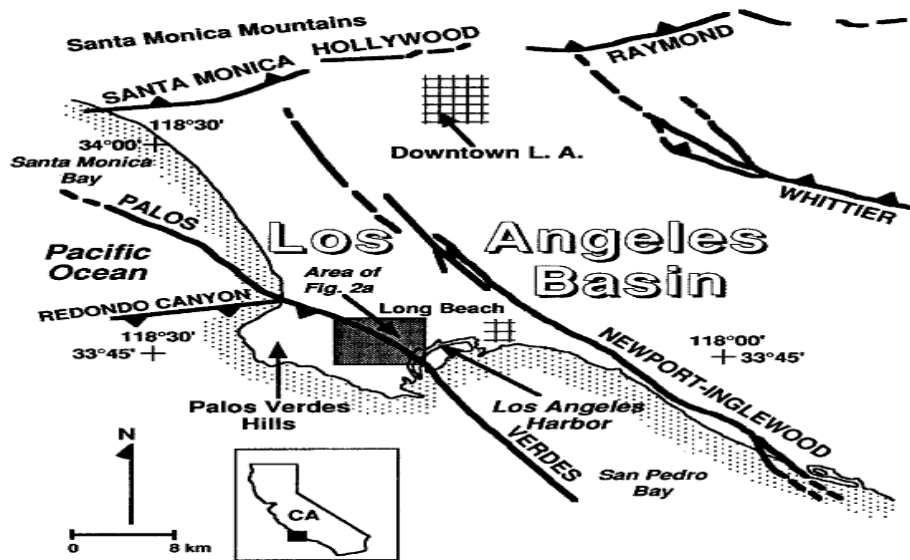 Santa Monica Mountains
HOLLYWOOD
RAYMOND
SANTA MONICA
118°30'
34°00'
Santa Monica
Bay
Downtown L. A.
WHITTIER
PALOS
Los Angeles
Basin
Pacific
Ocean
Area of
Fig. 2a
REDONDO CANYON
Long Beach
118°30'
33°45'
118°00'
33°45'
NEWPORT-INGLEWOOD
Palos Verdes
Hills
Los Angeles
Harbor
VERDES
San Pedro
Bay
N
CA
0 8 km